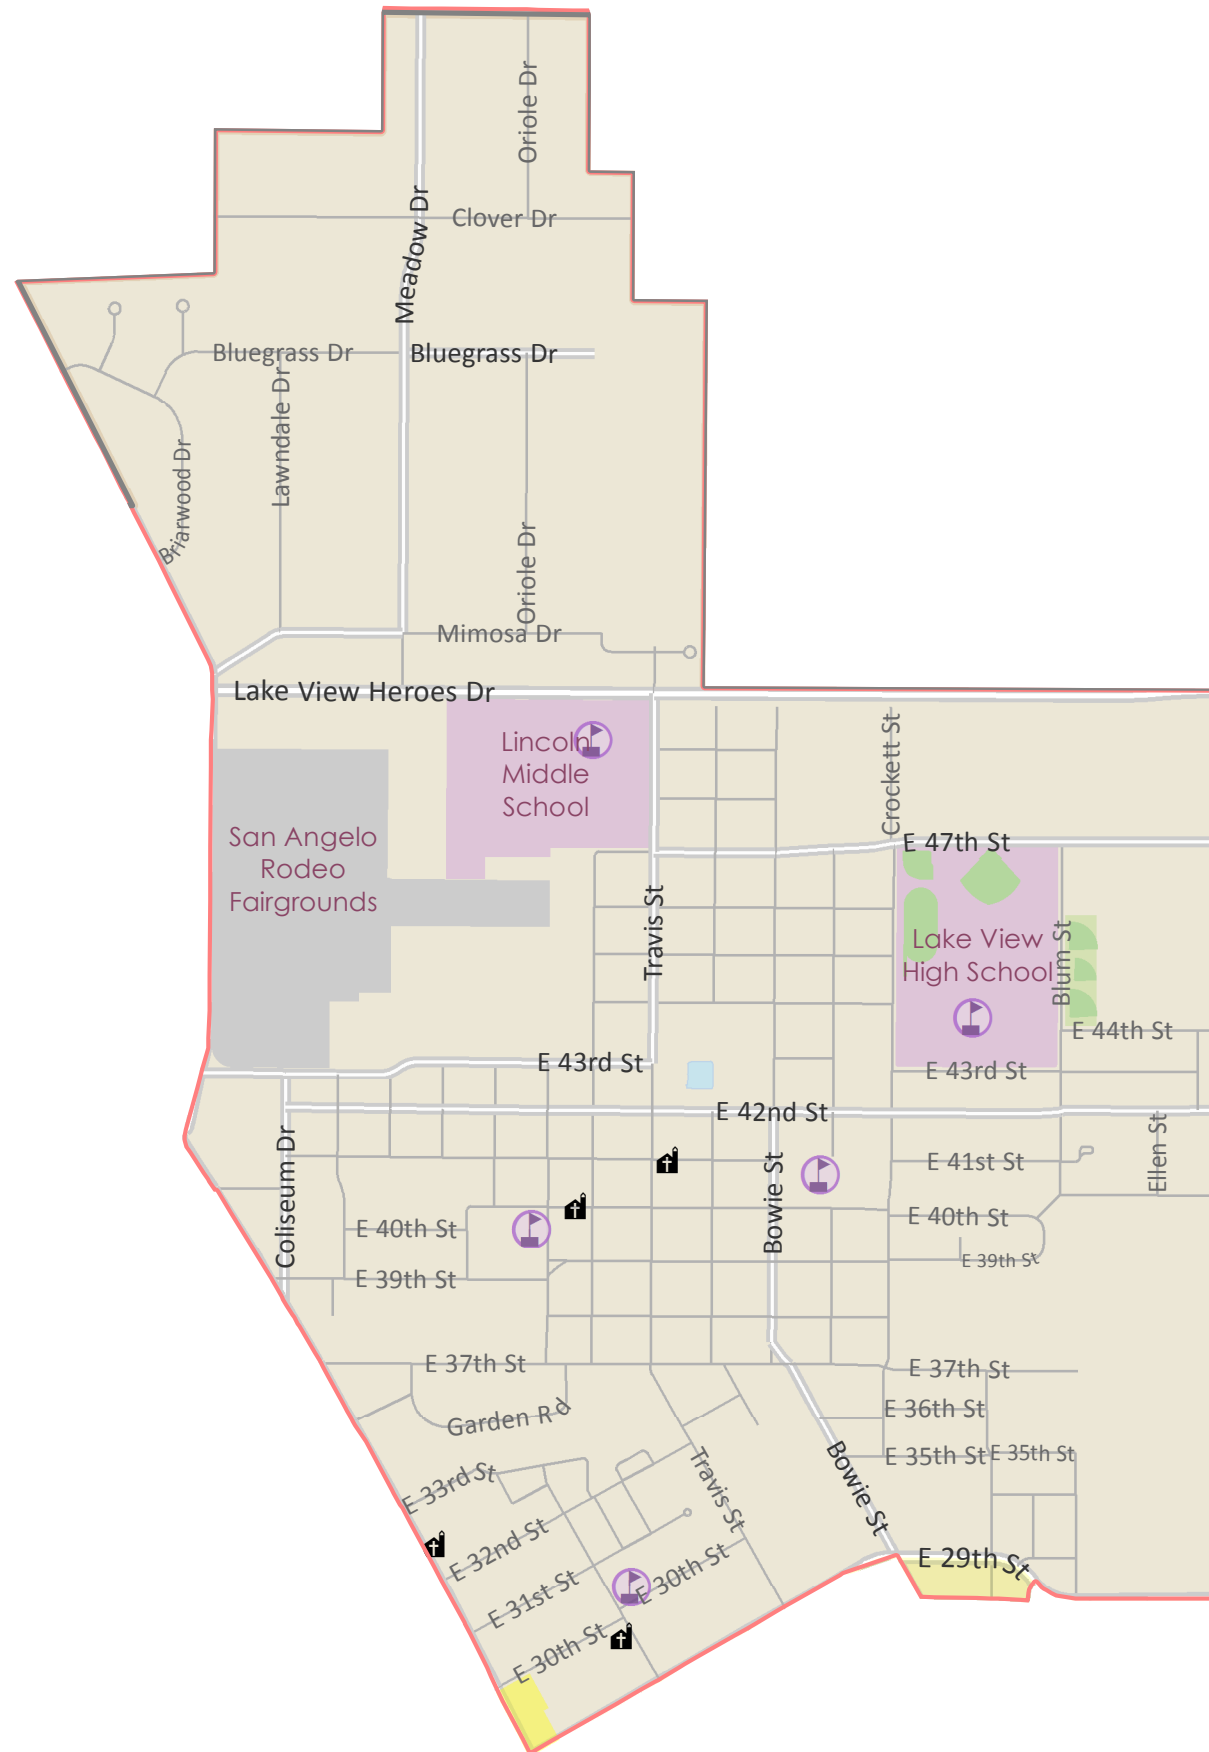 Oriole Dr
Clover Dr
Meadow Dr
Bluegrass Dr
Bluegrass Dr
Lawndale Dr
Briarwood Dr
Oriole Dr
Mimosa Dr
Lake View Heroes Dr
Lincoln
Middle
School
Crockett St
San Angelo
Rodeo
Fairgrounds
E 47th St
Travis St
Lake View
High School
Blum St
E 44th St
E 43rd St
E 43rd St
E 42nd St
Coliseum Dr
Bowie St
E 41st St
Ellen St
E 40th St
E 40th St
E 39th St
E 39th St
E 37th St
E 37th St
Garden Rd
E 36th St
E 35th St
E 35th St
E 33rd St
Travis St
Bowie St
E 32nd St
E 29th St
E 31st St
E 30th St
E 30th St